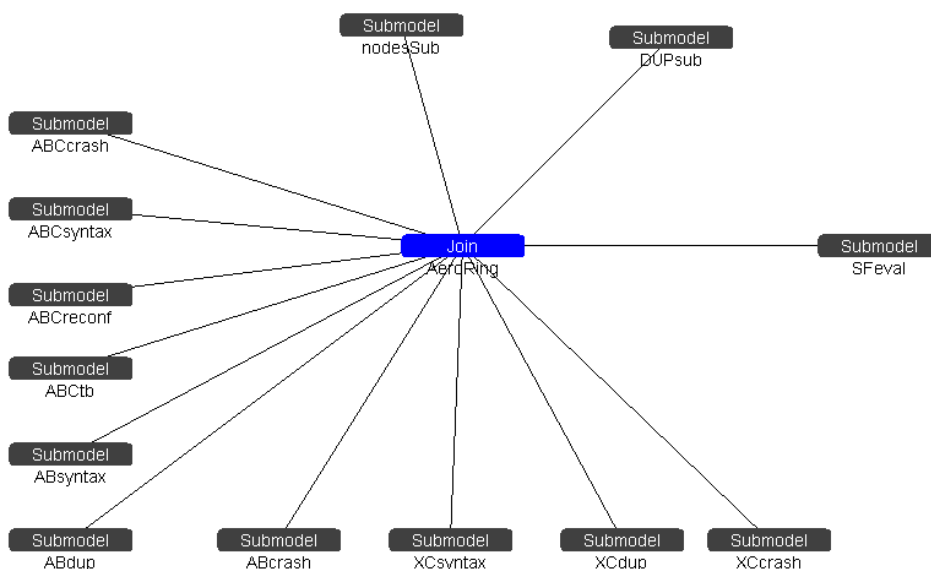 Submodel
nodesSub
Submodel
DUPsub
Submodel
ABCcrash
Submodel
ABCsyntax
Join
AeroRing
Submodel
SFeval
Submodel
ABCreconf
Submodel
ABCtb
Submodel
ABsyntax
Submodel
ABdup
Submodel
ABcrash
Submodel
XCsyntax
Submodel
XCdup
Submodel
XCcrash